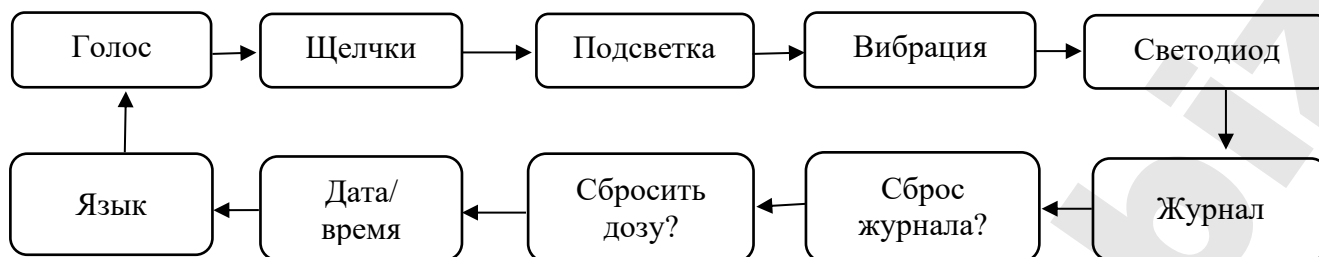 Голос
Щелчки
Подсветка
Вибрация
Светодиод
Язык
Дата/
время
Сбросить
дозу?
Сброс
журнала?
Журнал